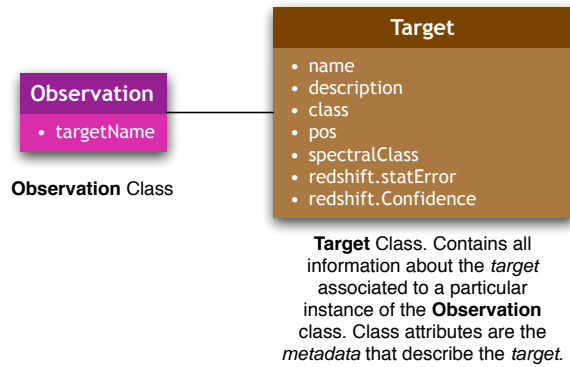 Target
• name
• description
• class
• pos
• spectralClass
• redshift.statError
• redshift.Confidence
Observation
• targetName
Observation Class
Target Class. Contains all
information about the target
associated to a particular
instance of the Observation
class. Class attributes are the
metadata that describe the target.